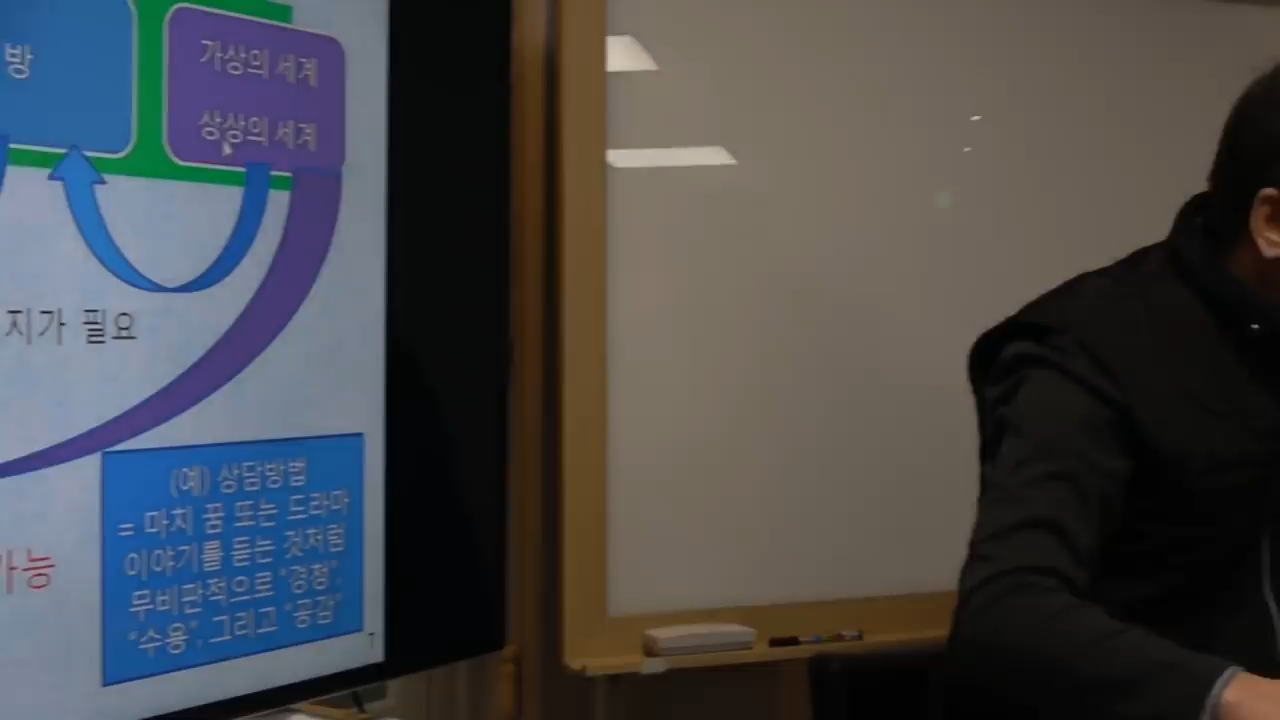 방
가상의 세계
상상의 세계
지가 필요
가능
(예) 상담방법
= 마치 꿈 또는 드라마
이야기를 듣는 것처럼
무비판적으로 "경청",
"수용", 그리고 "공감"
7